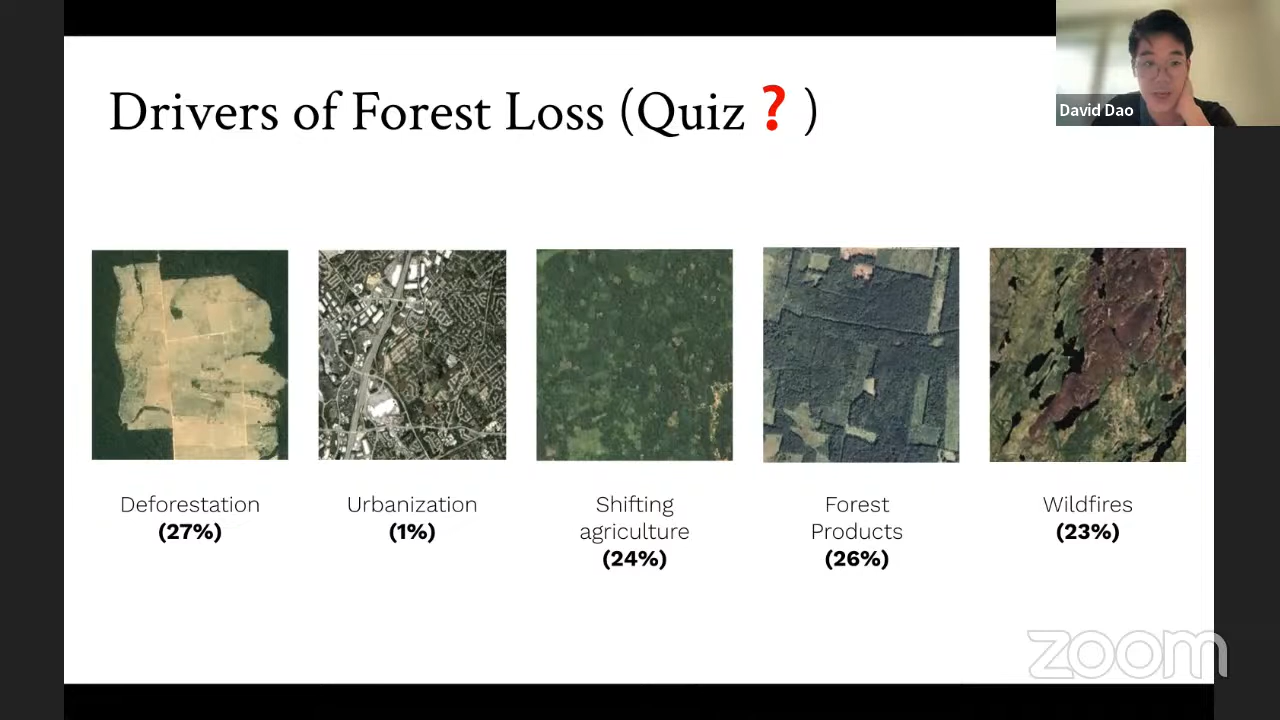 Drivers of Forest Loss (Quiz❓)
David Dao
Deforestation
(27%)
Urbanization
(1%)
Shifting
agriculture
(24%)
Forest
Products
(26%)
Wildfires
(23%)
zoom